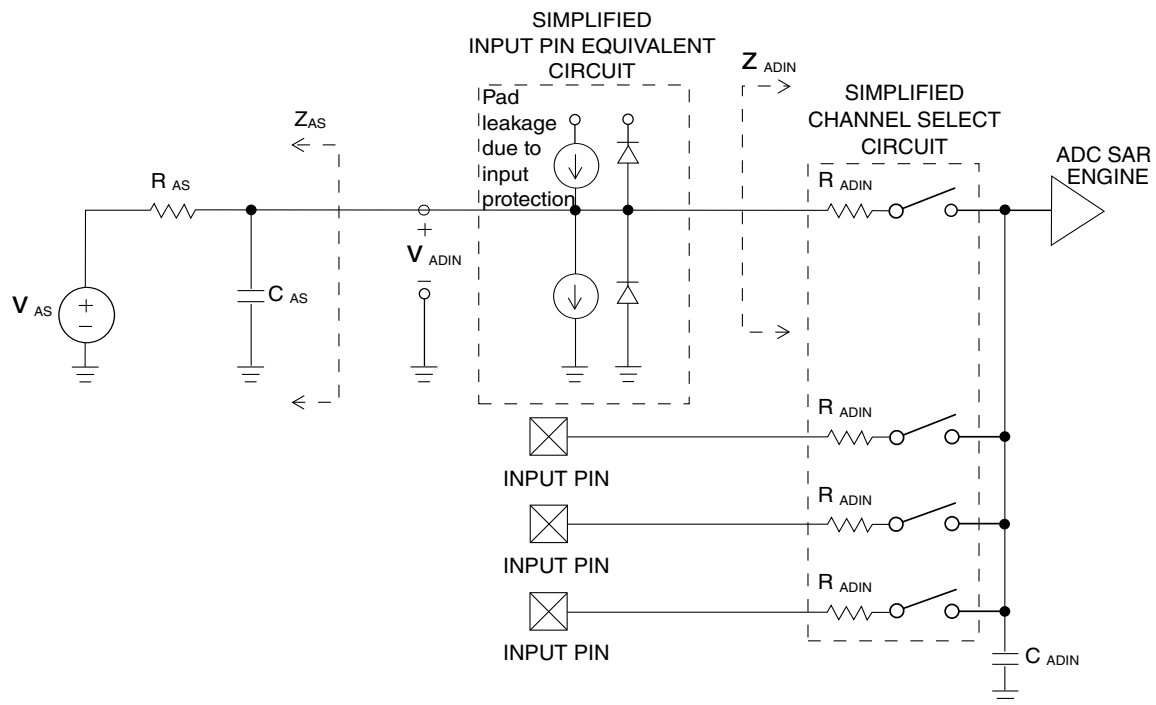 SIMPLIFIED
INPUT PIN EQUIVALENT
CIRCUIT
Pad
leakage
due to
input
protection
Z ADIN
SIMPLIFIED
CHANNEL SELECT
CIRCUIT
ADC SAR
ENGINE
Z AS
R AS
R ADIN
+
V ADIN
–
C AS
V AS
+
–
R ADIN
INPUT PIN
R ADIN
INPUT PIN
R ADIN
INPUT PIN
C ADIN